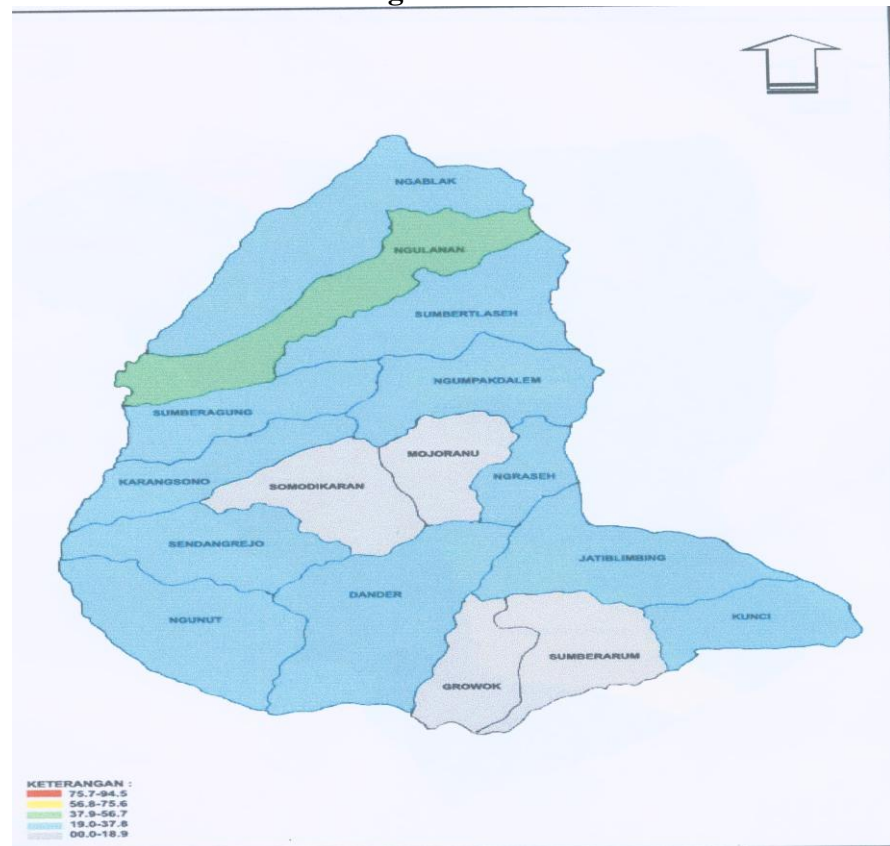 NGABLAK
NGULANAN
SUMBERTLASEH
NGUMPAKDALEM
SUMBERAGUNG
MOJORANU
NGRASEH
KARANGSONO
SOMODIKARAN
SENDANGREJO
JATIBLIMBING
DANDER
NGUNUT
KUNCI
SUMBERARUM
GROWOK
KETERANGAN :
75.7-94.5
56.8-75.6
37.9-56.7
19.0-37.8
00.0-18.9